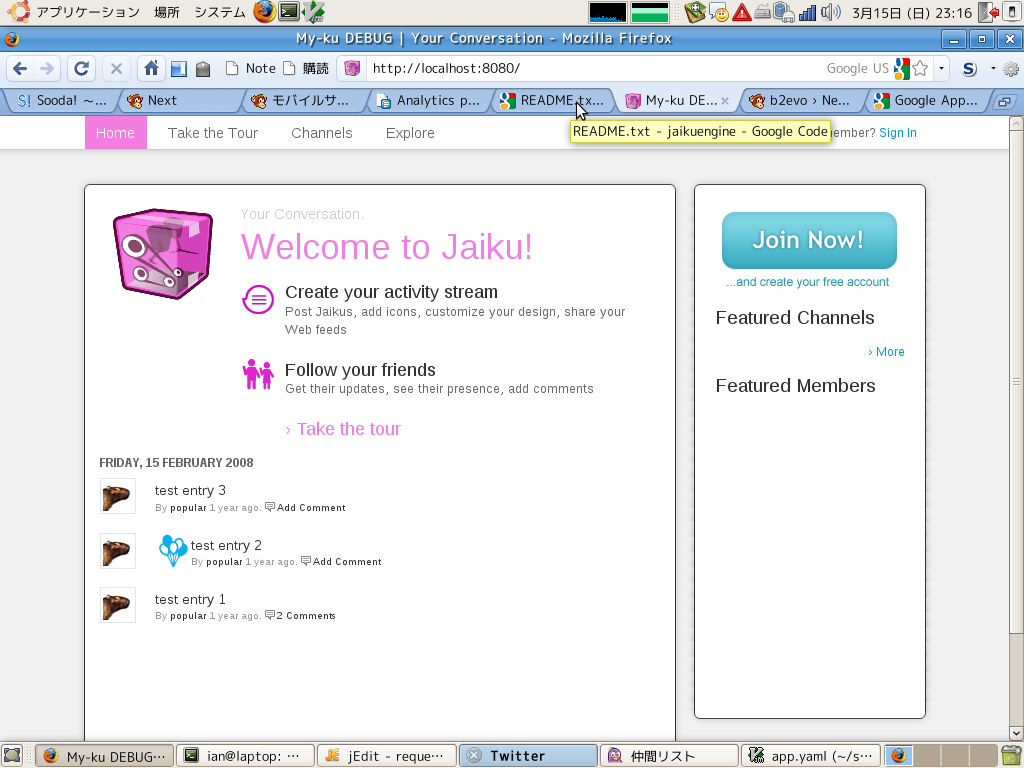 アプリケーション 場所 システム 3月15日 (日) 23:16
My-ku DEBUG | Your Conversation - Mozilla Firefox
Note 購読 http://localhost:8080/ Google US
Sooda! ~... Next モバイルサ... Analytics p... README.tx... My-ku DE... b2evo › Ne... Google App...
Home Take the Tour Channels Explore ember? Sign In
README.txt - jaikuengine - Google Code
Your Conversation.
Welcome to Jaiku!
Create your activity stream
Post Jaikus, add icons, customize your design, share your
Web feeds
Follow your friends
Get their updates, see their presence, add comments
› Take the tour
FRIDAY, 15 FEBRUARY 2008
test entry 3
By popular 1 year ago. Add Comment
test entry 2
By popular 1 year ago. Add Comment
test entry 1
By popular 1 year ago. 2 Comments
Join Now!
...and create your free account
Featured Channels
› More
Featured Members
My-ku DEBUG... ian@laptop: ... jEdit - reque... Twitter 仲間リスト app.yaml (~/s...